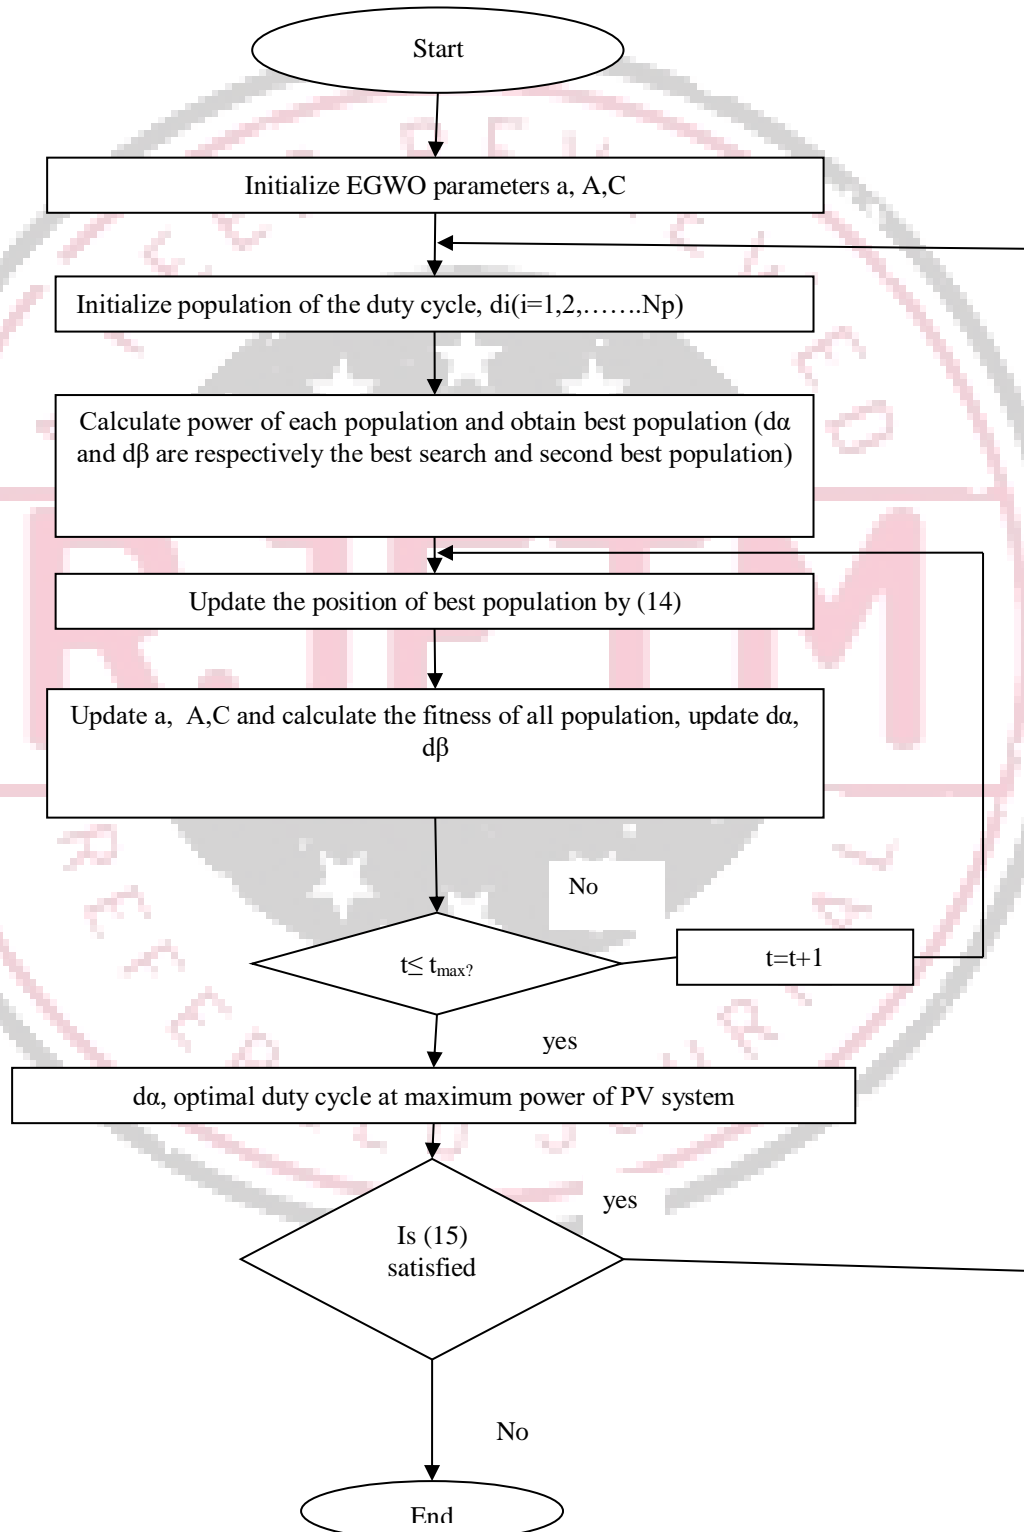 Start
Initialize EGWO parameters a, A,C
Initialize population of the duty cycle, di(i=1,2,…….Np)
Calculate power of each population and obtain best population (dα
and dβ are respectively the best search and second best population)
Update the position of best population by (14)
Update a,  A,C and calculate the fitness of all population, update dα,
dβ
No
t≤ tmax?
t=t+1
yes
dα, optimal duty cycle at maximum power of PV system
yes
Is (15)
satisfied
No
End